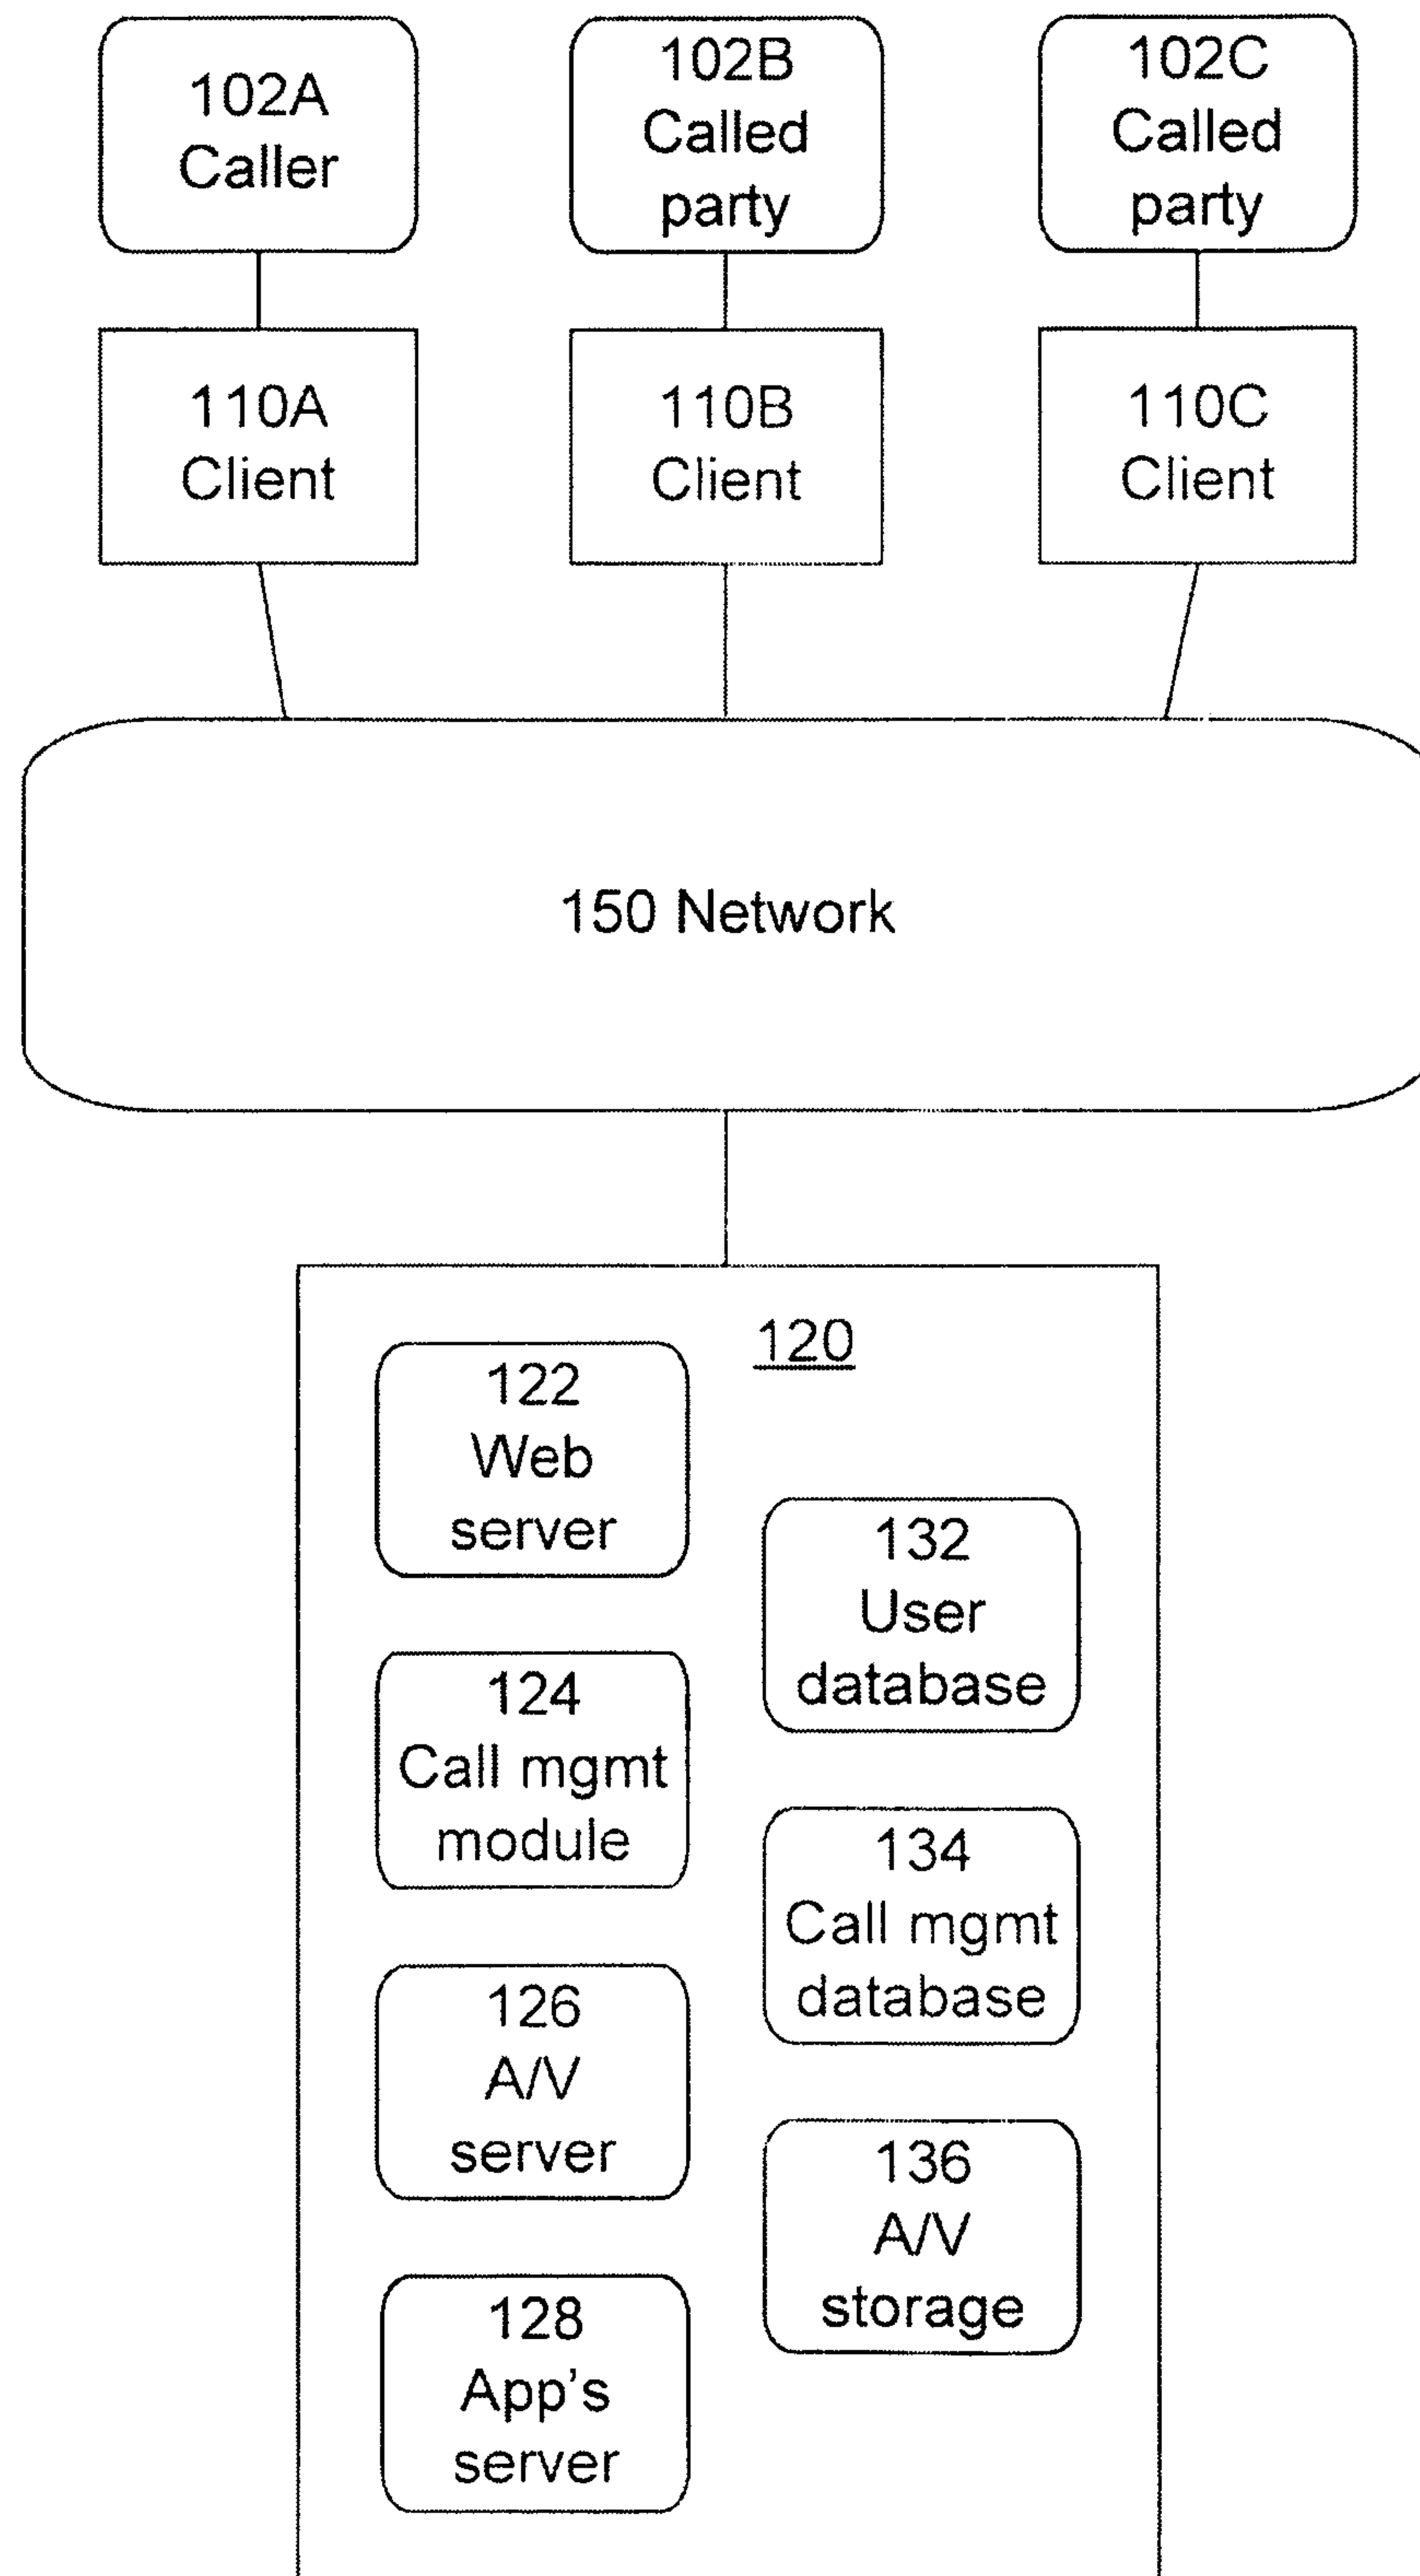 102A
Caller
102B
Called
party
102C
Called
party
110A
Client
110B
Client
110C
Client
150 Network
120
122
Web
server
132
User
database
124
Call mgmt
module
134
Call mgmt
database
126
A/V
server
136
A/V
storage
128
App's
server